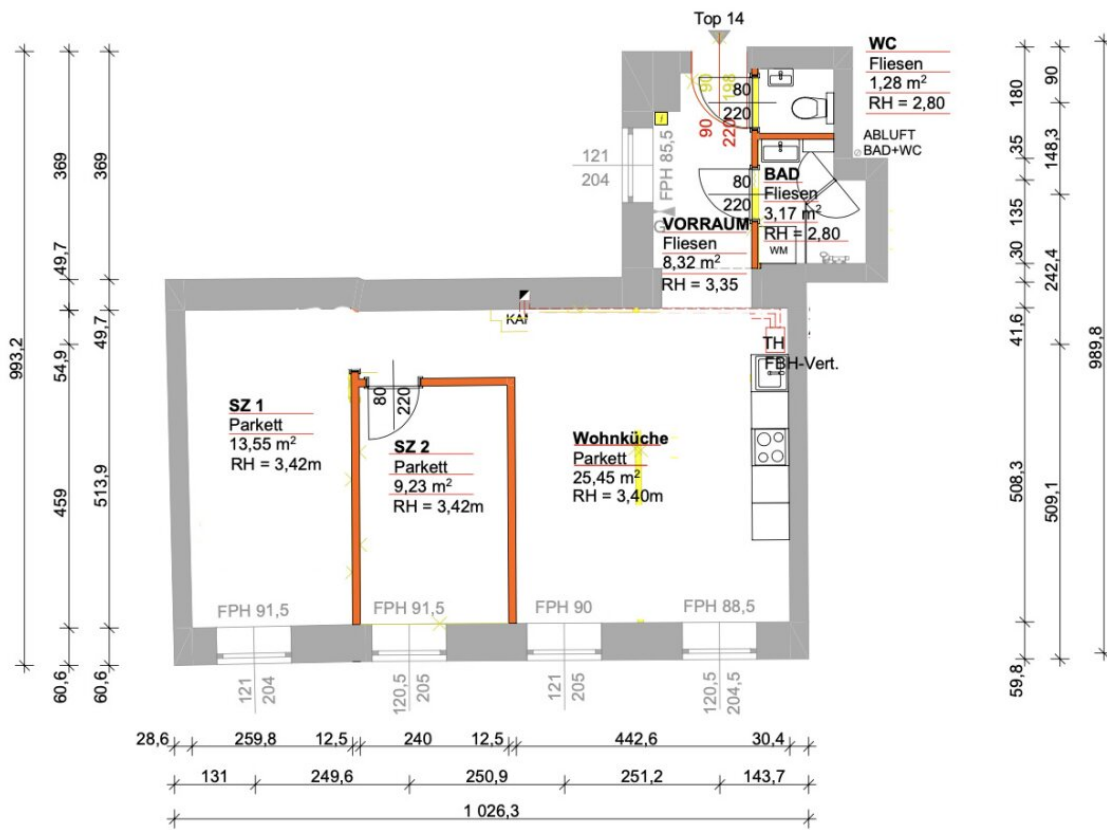 Top 14
WC
Fliesen
1,28 m²
RH = 2,80
ABLUFT
BAD+WC
90
198
90
220
80
220
FPH 85,5
121
204
80
220
BAD
Fliesen
3,17 m²
RH = 2,80
WM
VORRAUM
Fliesen
8,32 m²
RH = 3,35
TH
FBH-Vert.
80
220
SZ 1
Parkett
13,55 m²
RH = 3,42m
SZ 2
Parkett
9,23 m²
RH = 3,42m
Wohnküche
Parkett
25,45 m²
RH = 3,40m
FPH 91,5
FPH 91,5
FPH 90
FPH 88,5
121
204
120,5
205
121
205
120,5
204,5
993,2
369
49,7
54,9
459
60,6
369
49,7
513,9
60,6
180
35
135
30
41,6
508,3
59,8
90
148,3
242,4
509,1
989,8
28,6 259,8 12,5 240 12,5 442,6 30,4
131 249,6 250,9 251,2 143,7
1 026,3